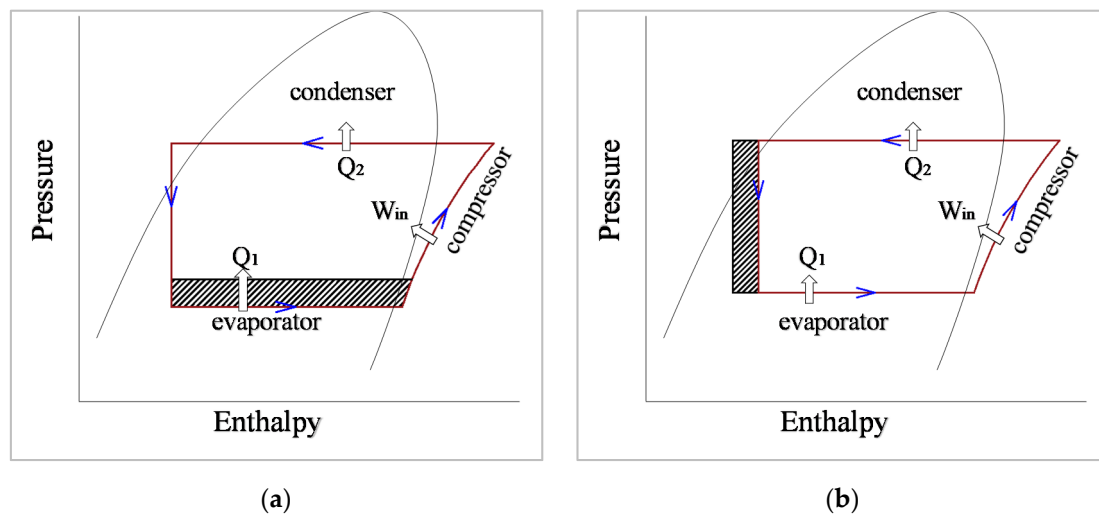 condenser
Q2
Win
compressor
Q1
evaporator
Pressure
Enthalpy
(a)
condenser
Q2
Win
compressor
Q1
evaporator
Pressure
Enthalpy
(b)